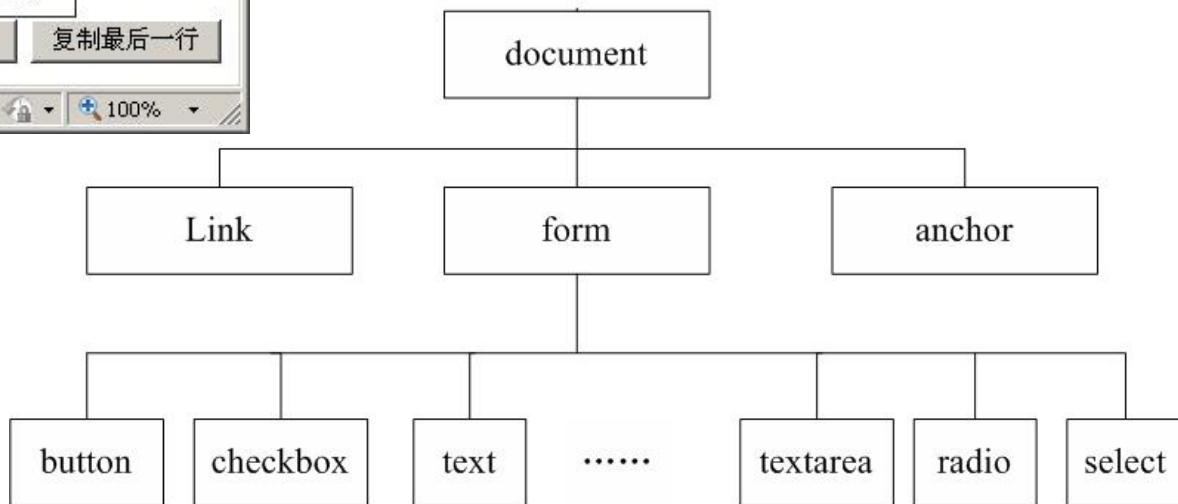 复制最后一行
100%
document
Link form anchor
button checkbox text ······ textarea radio select